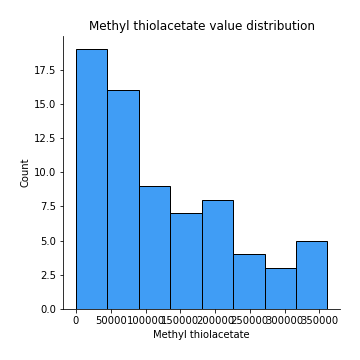 Methyl thiolacetate value distribution
17.5
15.0
12.5
10.0
7.5
5.0
2.5
0.0
Count
0 50000 100000 150000 200000 250000 300000 350000
Methyl thiolacetate